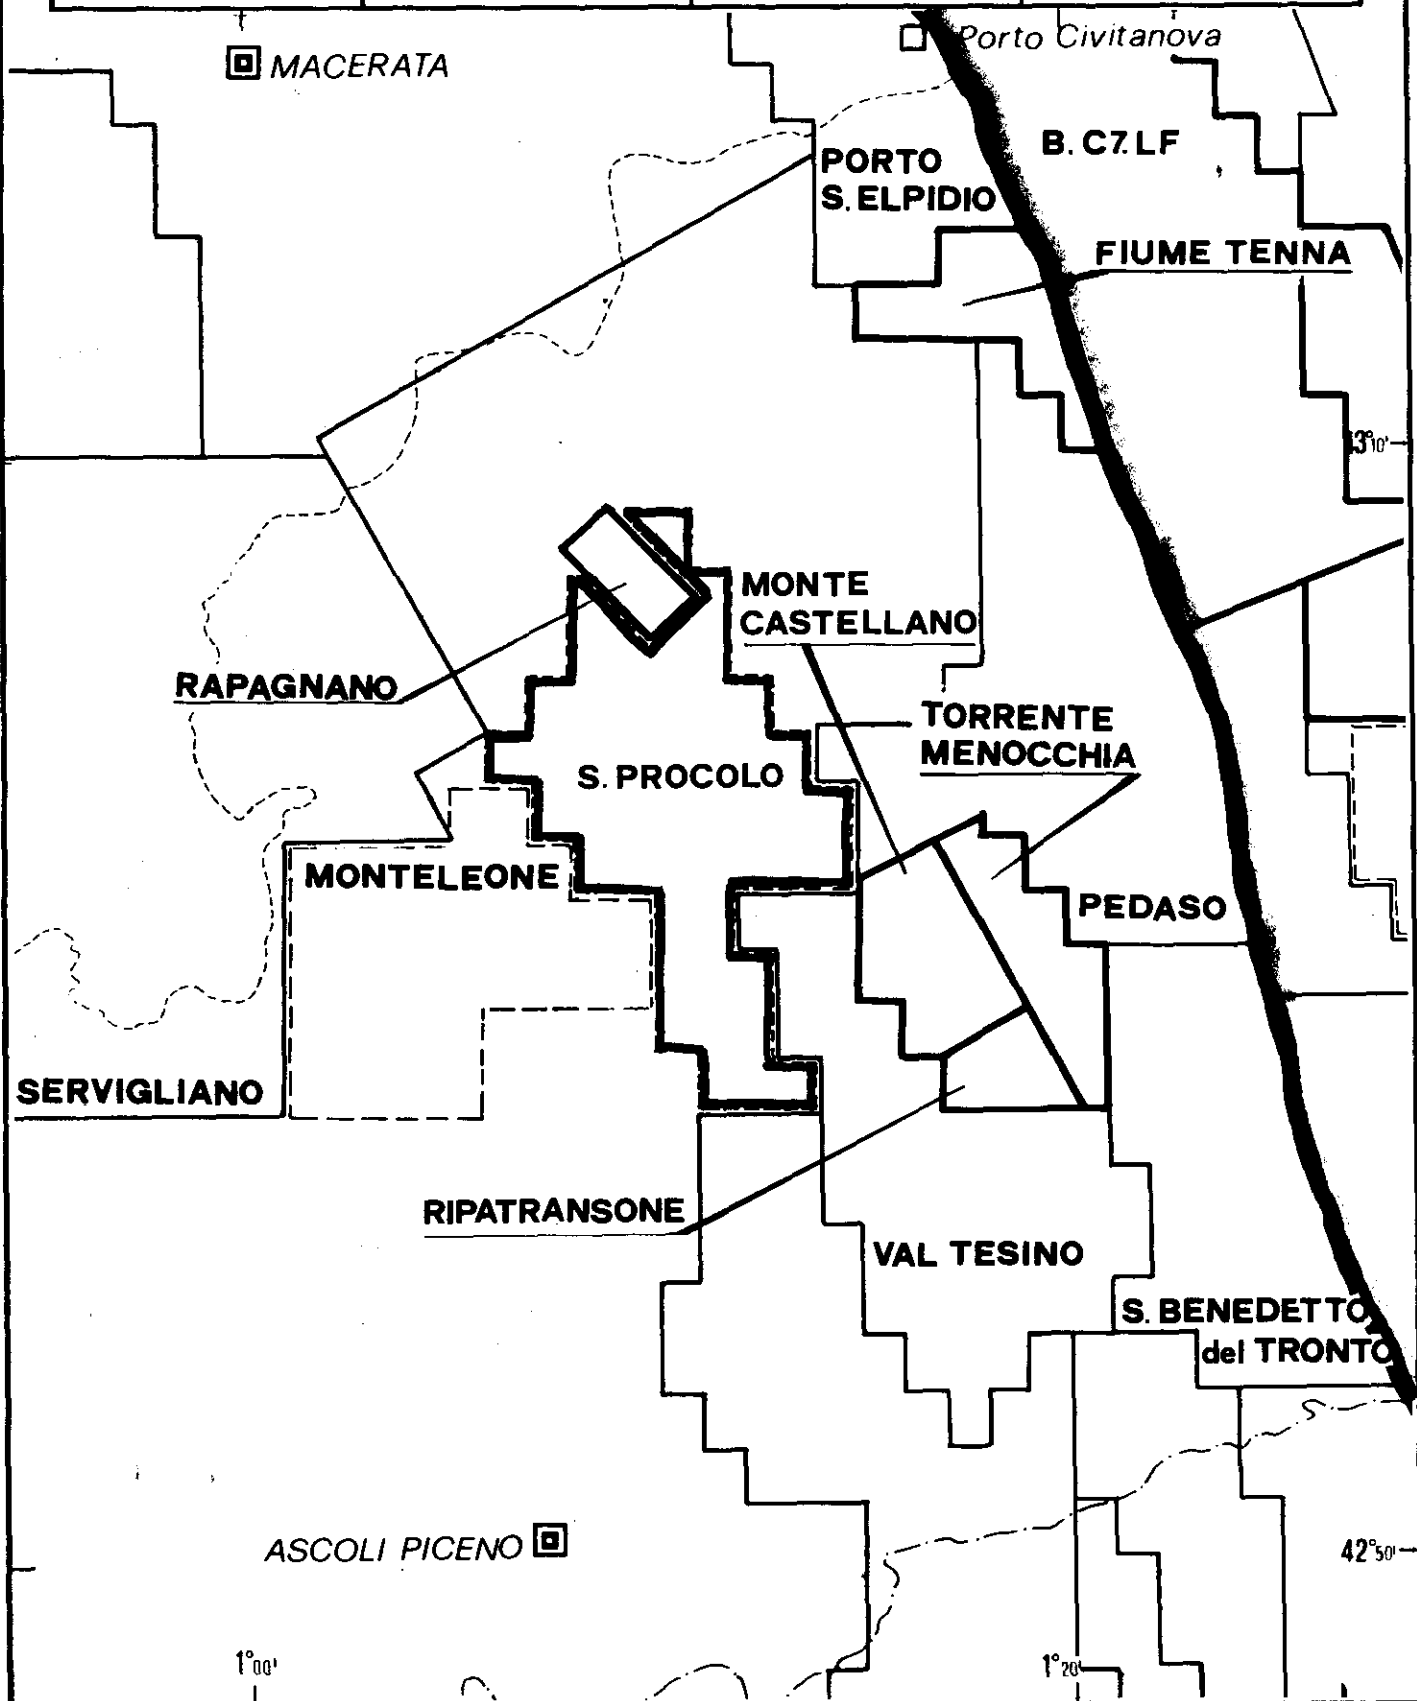 MACERATA
Porto Civitanova
B. C7. LF
PORTO
S. ELPIDIO
FIUME TENNA
3°10'
MONTE
CASTELLANO
RAPAGNANO
TORRENTE
MENOCCHIA
S. PROCOLO
MONTELEONE
PEDASO
SERVIGLIANO
RIPATRANSONE
VAL TESINO
S. BENEDETTO
del TRONTO
ASCOLI PICENO
42°50'
1°00'
1°20'